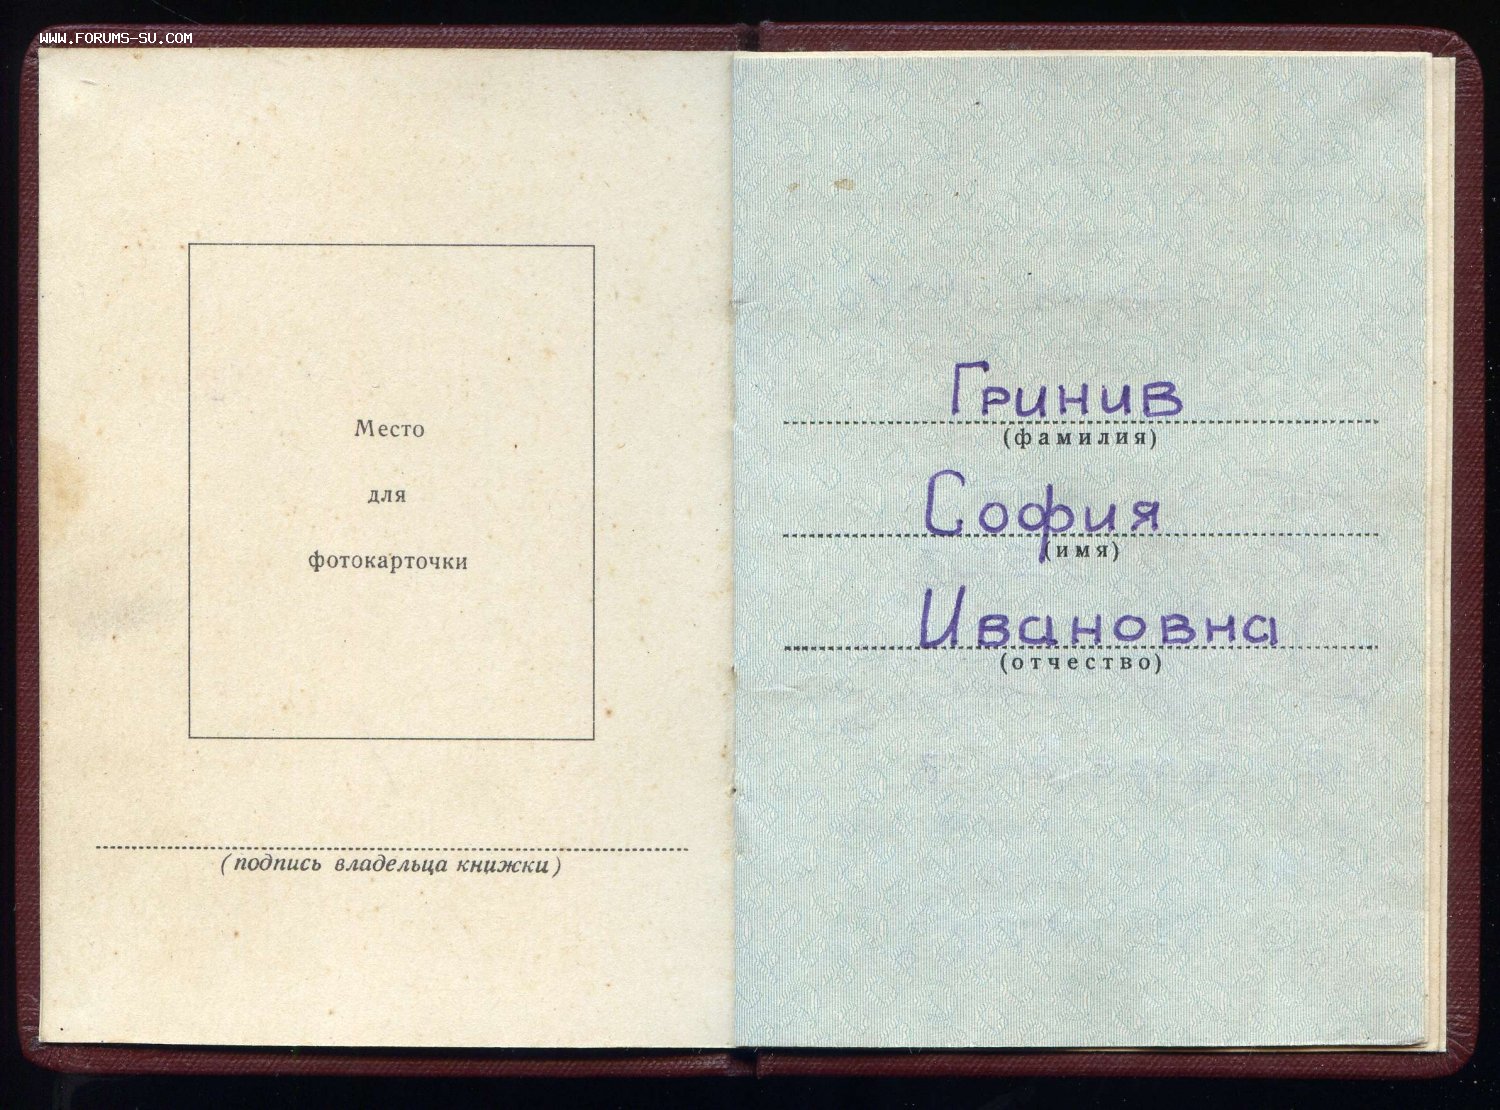 WWW.FORUMS-SU.COM
Место
для
фотокарточки
(подпись владельца книжки)
Гринив
(фамилия)
София
(имя)
Ивановна
(отчество)